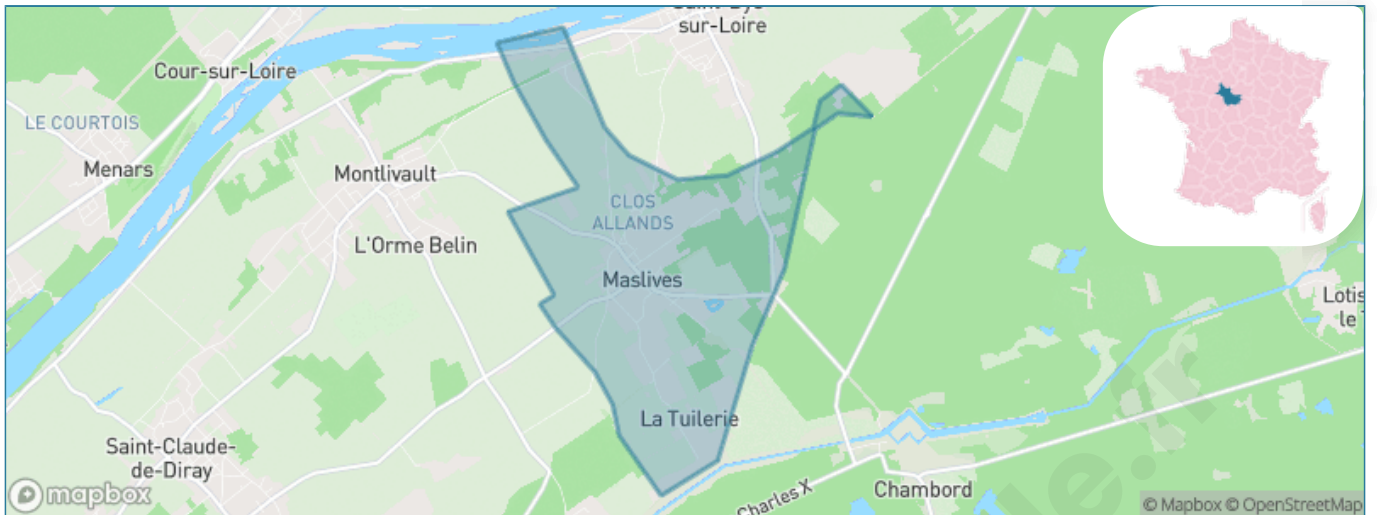 sur-Loire
Cour-sur-Loire
LE COURTOIS
Menars
Montlivault
CLOS
ALLANDS
L'Orme Belin
Maslives
Lotis
le
La Tuilerie
Saint-Claude-
de-Diray
Charles X
Chambord
mapbox
© Mapbox © OpenStreetMap